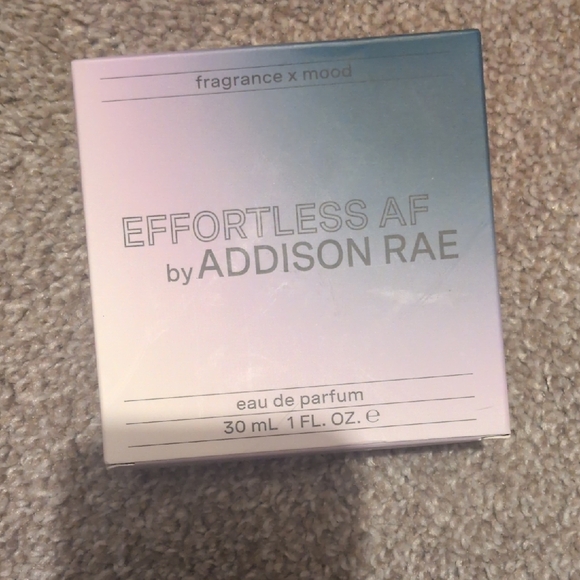 fragrance x mood
EFFORTLESS AF
by ADDISON RAE
eau de parfum
30 mL 1 FL. OZ. ℮